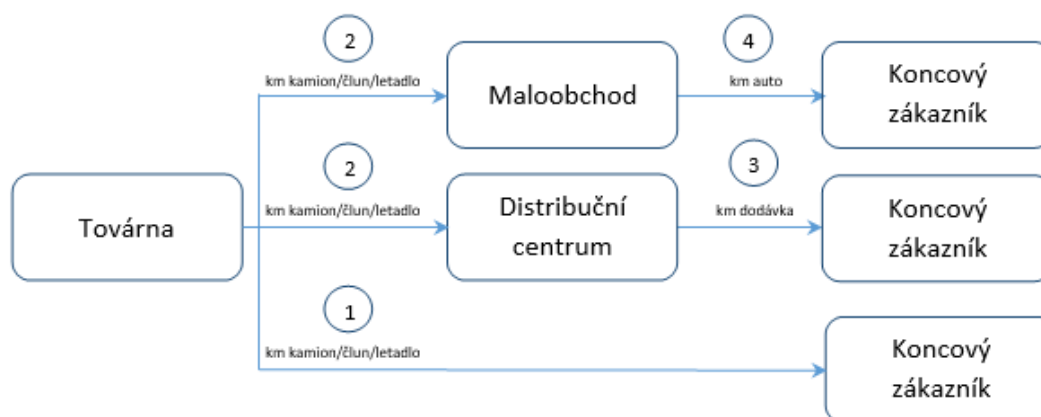 2
km kamion/člun/letadlo
Maloobchod
4
km auto
Koncový
zákazník
Továrna
2
km kamion/člun/letadlo
Distribuční
centrum
3
km dodávka
Koncový
zákazník
1
km kamion/člun/letadlo
Koncový
zákazník